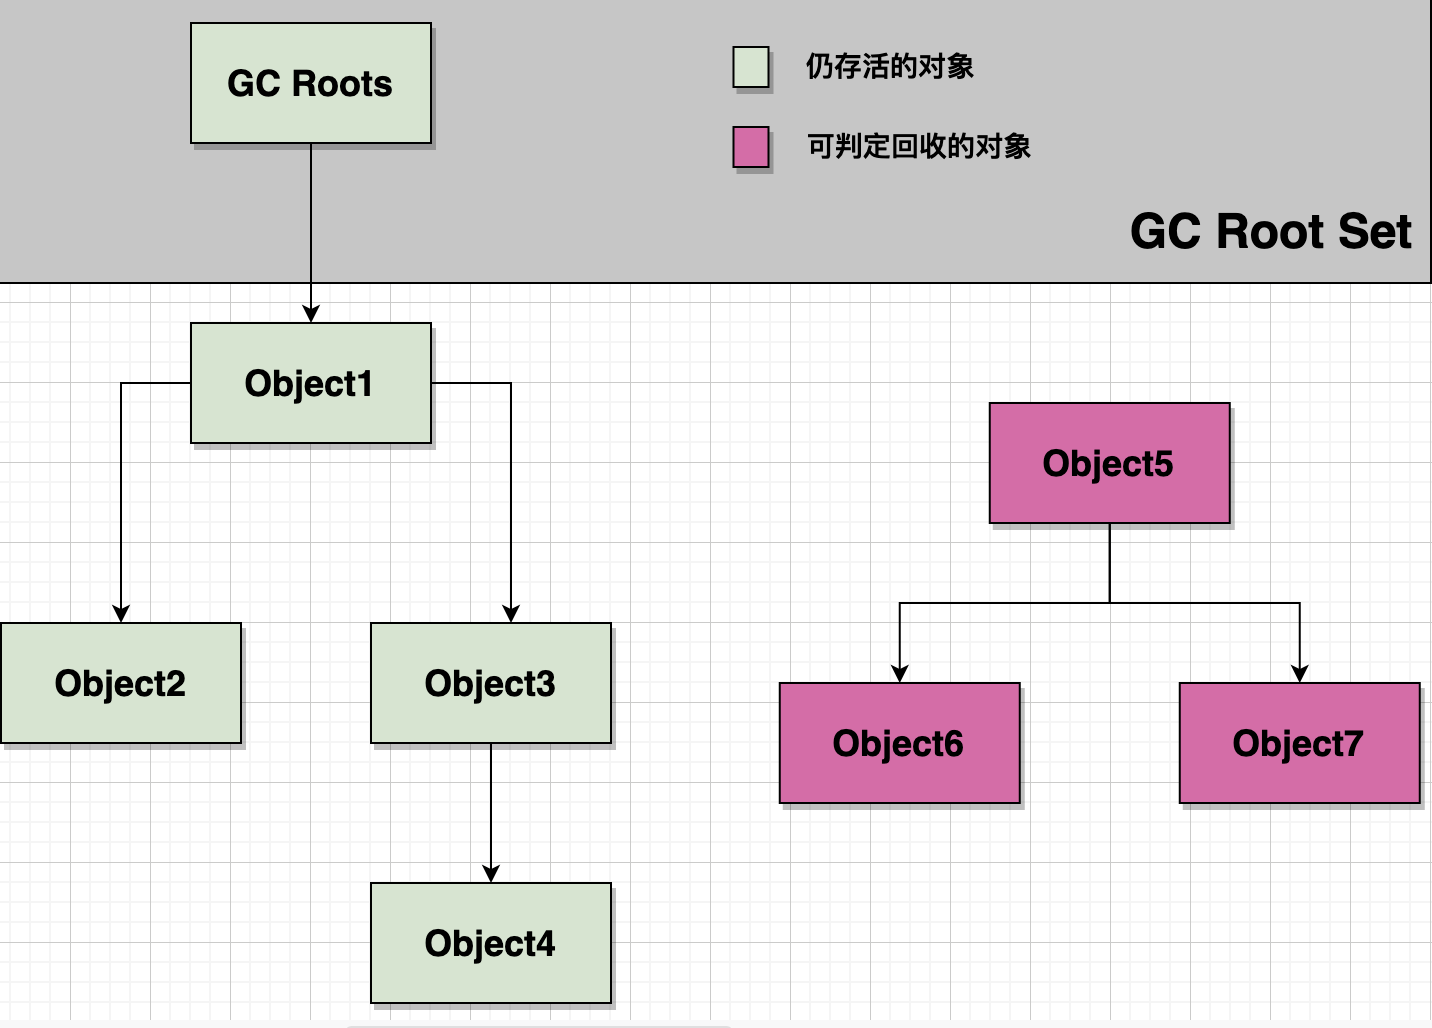 GC Roots
仍存活的对象
可判定回收的对象
GC Root Set
Object1
Object5
Object2
Object3
Object6
Object7
Object4